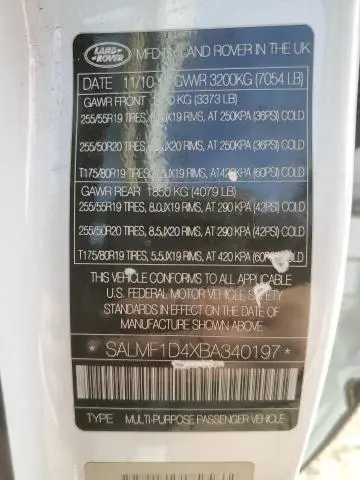 LAND-ROVER
MFD BY LAND ROVER IN THE UK
DATE 11/10 GVWR 3200KG (7054 LB)
GAWR FRONT KG (3373 LB)
255/55R19 TIRES, RIMS, AT 250KPA (36PSI) COLD
255/50R20 TIRES, RIMS, AT 250KPA (36PSI) COLD
T175/80R19 TIRES, 5.5JX19 RIMS, AT 420 KPA (60PSI) COLD
GAWR REAR 1850 KG (4079 LB)
255/55R19 TIRES, 8.0JX19 RIMS, AT 290 KPA (42PSI) COLD
255/50R20 TIRES, 8.5JX20 RIMS, AT 290 KPA (42PSI) COLD
T175/80R19 TIRES, 5.5JX19 RIMS, AT 420 KPA (60PSI) COLD
THIS VEHICLE CONFORMS TO ALL APPLICABLE
U.S. FEDERAL MOTOR VEHICLE SAFETY
STANDARDS IN EFFECT ON THE DATE OF
MANUFACTURE SHOWN ABOVE
* SALMF1D4XBA340197 *
TYPE MULTI-PURPOSE PASSENGER VEHICLE